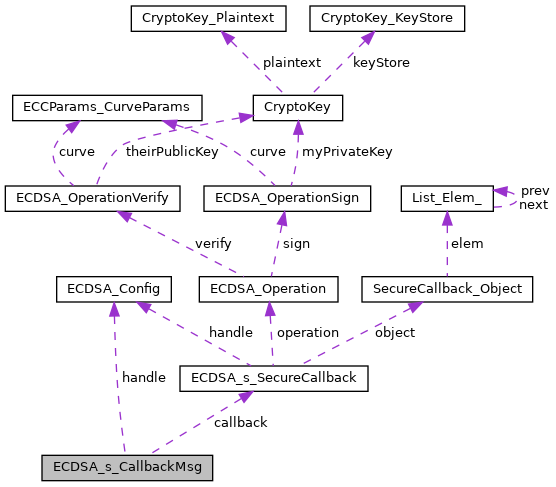 CryptoKey_Plaintext
CryptoKey_KeyStore
plaintext
keyStore
ECCParams_CurveParams
CryptoKey
curve
theirPublicKey
curve
myPrivateKey
ECDSA_OperationVerify
ECDSA_OperationSign
List_Elem_
prev
next
verify
sign
elem
ECDSA_Config
ECDSA_Operation
SecureCallback_Object
handle
operation
object
ECDSA_s_SecureCallback
handle
callback
ECDSA_s_CallbackMsg